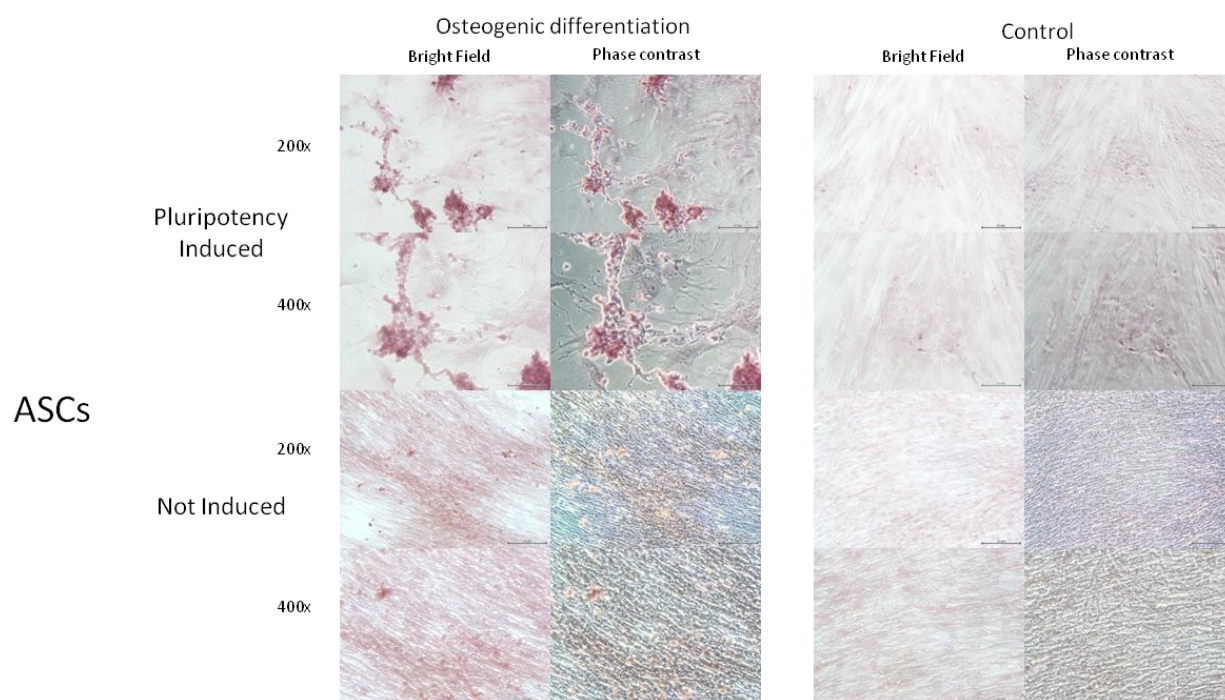 Osteogenic differentiation
Control
Bright Field
Phase contrast
Bright Field
Phase contrast
200x
Pluripotency
Induced
400x
ASCs
200x
Not Induced
400x